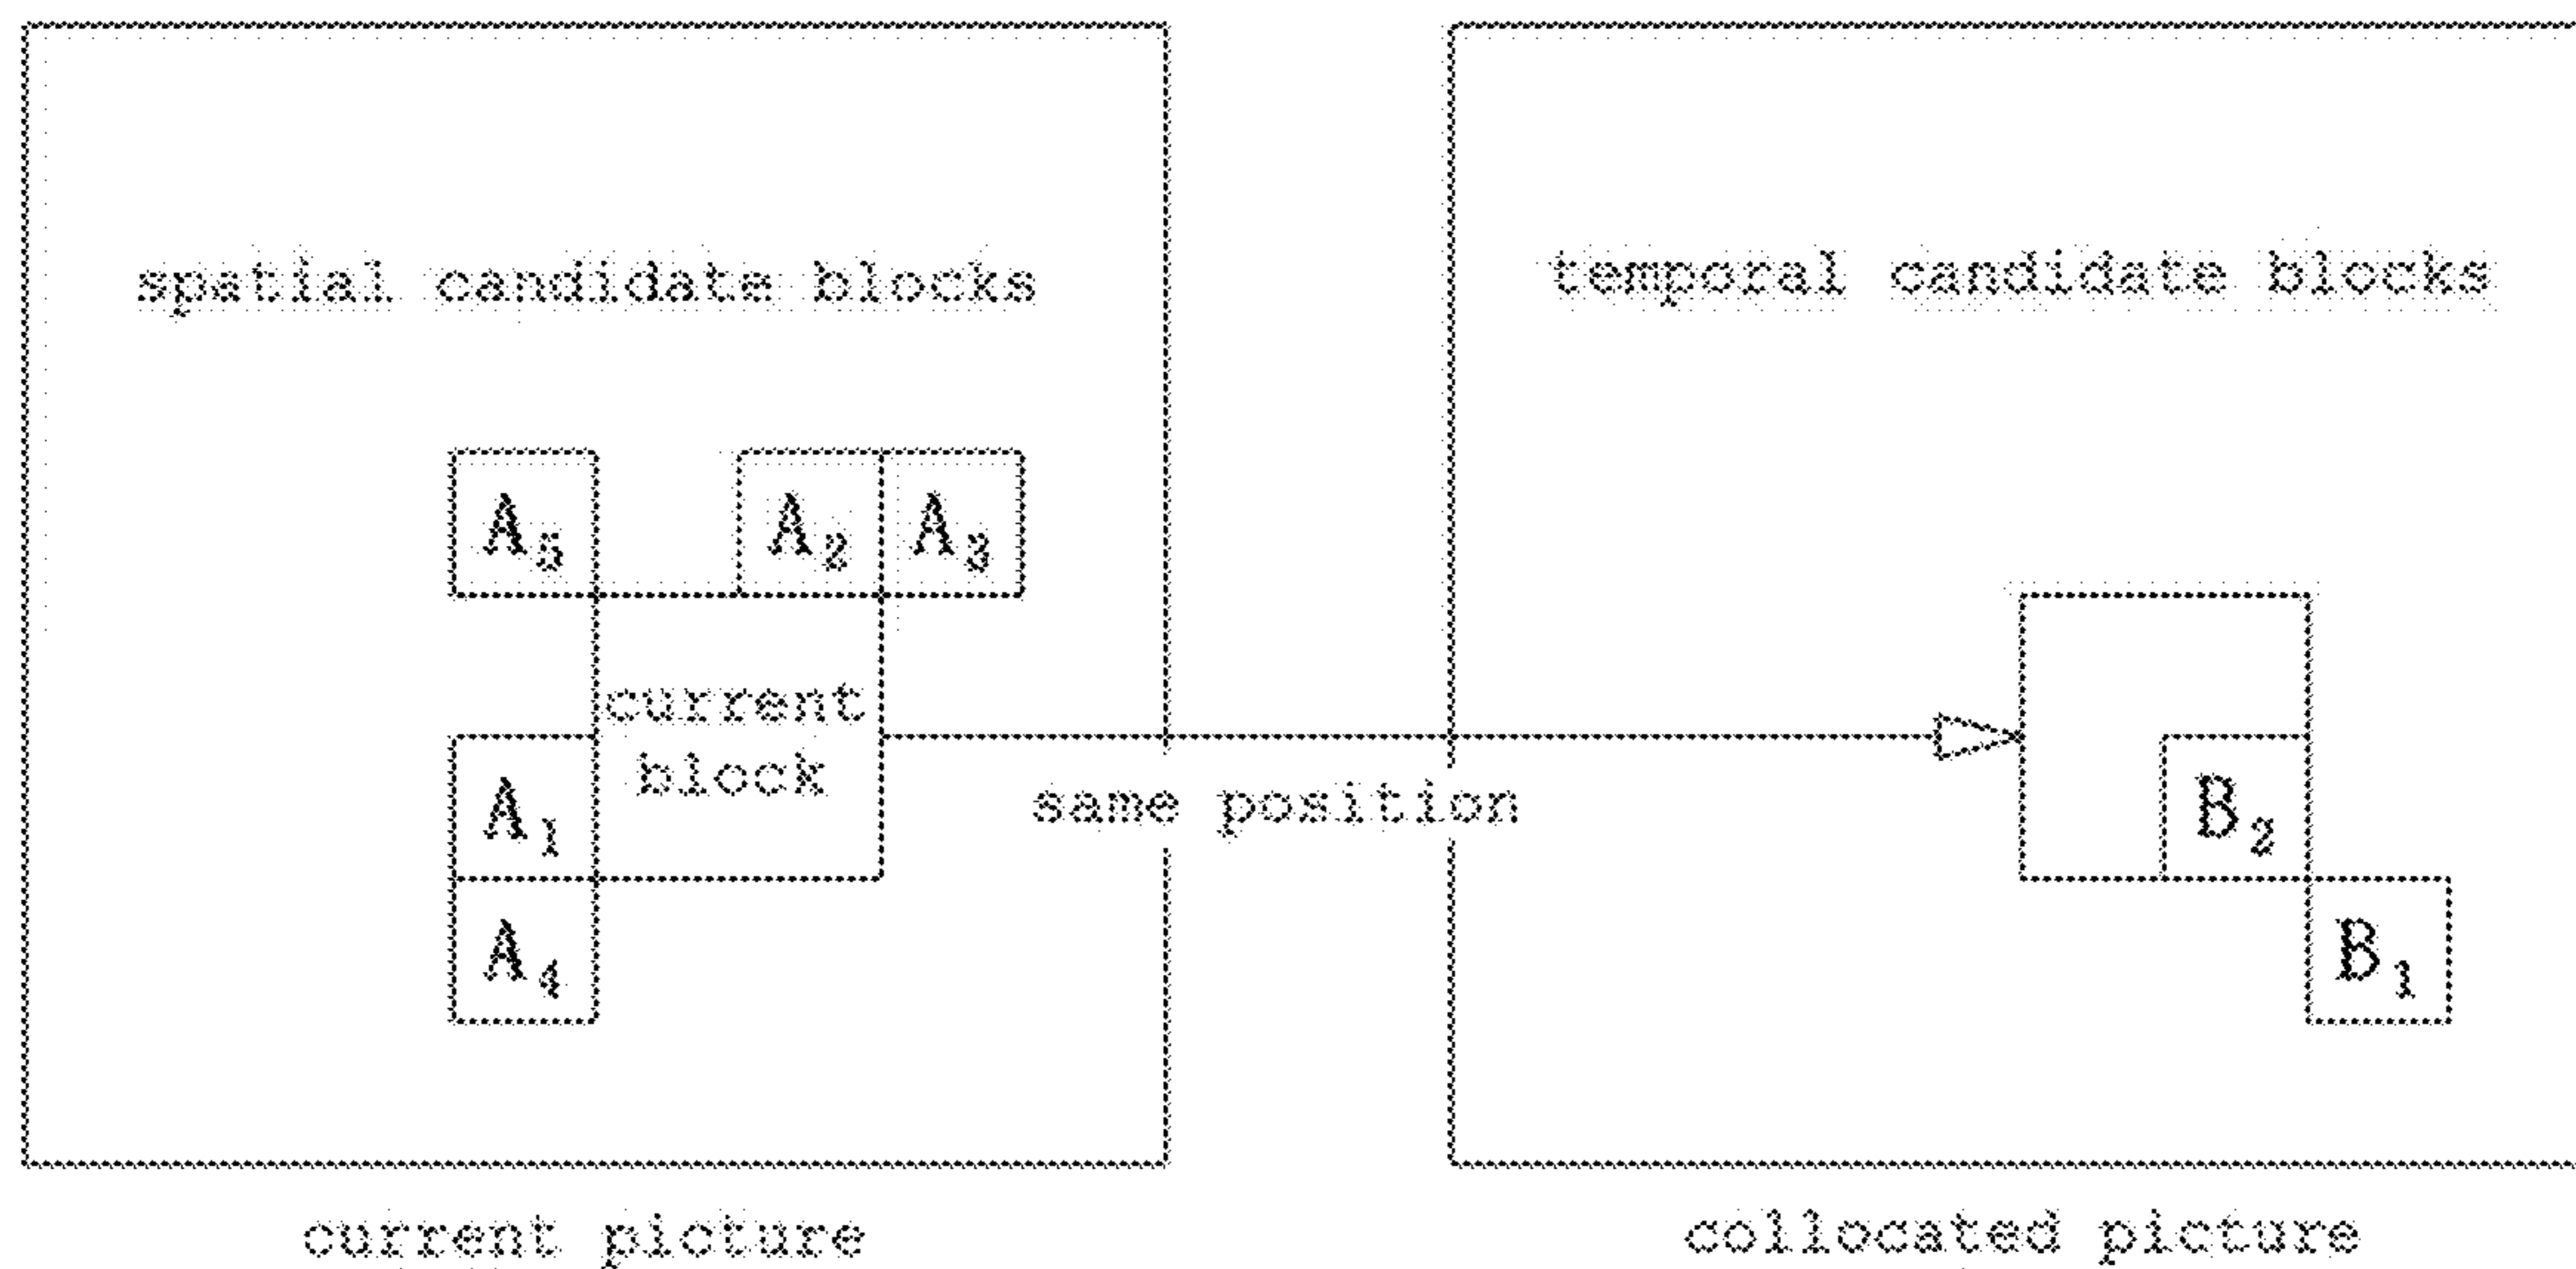 spatial candidate blocks
temporal candidate blocks
A5
A2
A3
current
block
same position
A1
B2
A4
B1
current picture
collocated picture